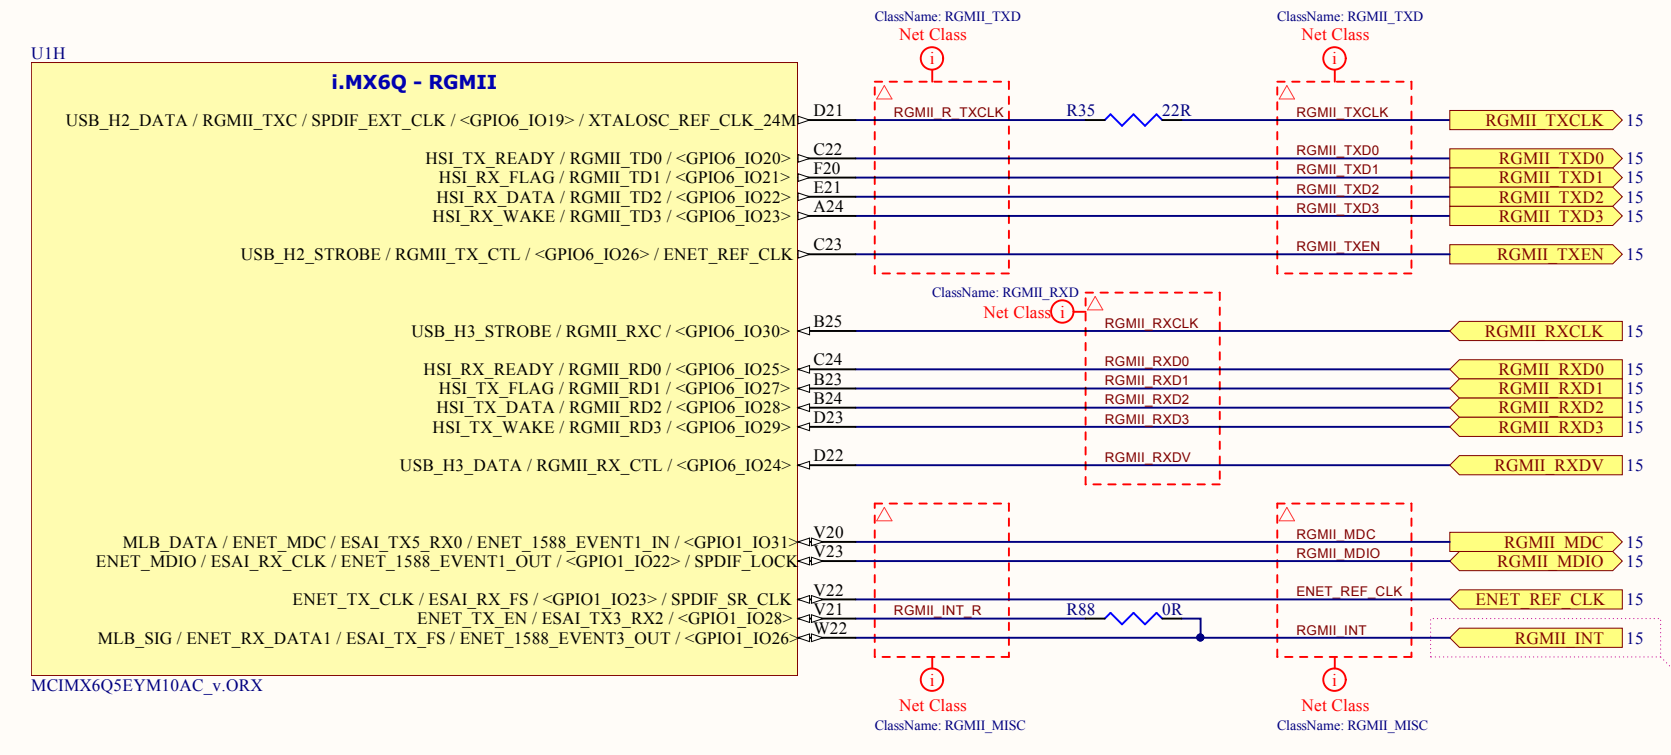 ClassName: RGMII_TXD
Net Class
i
ClassName: RGMII_TXD
Net Class
i
U1H
i.MX6Q - RGMII
USB_H2_DATA / RGMII_TXC / SPDIF_EXT_CLK / <GPIO6_IO19> / XTALOSC_REF_CLK_24M D21 RGMII_R_TXCLK R35 22R RGMII_TXCLK RGMII_TXCLK 15
HSI_TX_READY / RGMII_TD0 / <GPIO6_IO20> C22 RGMII_TXD0 RGMII_TXD0 15
HSI_RX_FLAG / RGMII_TD1 / <GPIO6_IO21> F20 RGMII_TXD1 RGMII_TXD1 15
HSI_RX_DATA / RGMII_TD2 / <GPIO6_IO22> E21 RGMII_TXD2 RGMII_TXD2 15
HSI_RX_WAKE / RGMII_TD3 / <GPIO6_IO23> A24 RGMII_TXD3 RGMII_TXD3 15
USB_H2_STROBE / RGMII_TX_CTL / <GPIO6_IO26> / ENET_REF_CLK C23 RGMII_TXEN RGMII_TXEN 15
ClassName: RGMII_RXD
Net Class i
USB_H3_STROBE / RGMII_RXC / <GPIO6_IO30> B25 RGMII_RXCLK RGMII_RXCLK 15
HSI_RX_READY / RGMII_RD0 / <GPIO6_IO25> C24 RGMII_RXD0 RGMII_RXD0 15
HSI_TX_FLAG / RGMII_RD1 / <GPIO6_IO27> B23 RGMII_RXD1 RGMII_RXD1 15
HSI_TX_DATA / RGMII_RD2 / <GPIO6_IO28> B24 RGMII_RXD2 RGMII_RXD2 15
HSI_TX_WAKE / RGMII_RD3 / <GPIO6_IO29> D23 RGMII_RXD3 RGMII_RXD3 15
USB_H3_DATA / RGMII_RX_CTL / <GPIO6_IO24> D22 RGMII_RXDV RGMII_RXDV 15
MLB_DATA / ENET_MDC / ESAI_TX5_RX0 / ENET_1588_EVENT1_IN / <GPIO1_IO31> V20 RGMII_MDC RGMII_MDC 15
ENET_MDIO / ESAI_RX_CLK / ENET_1588_EVENT1_OUT / <GPIO1_IO22> / SPDIF_LOCK V23 RGMII_MDIO RGMII_MDIO 15
ENET_TX_CLK / ESAI_RX_FS / <GPIO1_IO23> / SPDIF_SR_CLK V22 ENET_REF_CLK ENET_REF_CLK 15
ENET_TX_EN / ESAI_TX3_RX2 / <GPIO1_IO28> V21 RGMII_INT_R R88 0R
MLB_SIG / ENET_RX_DATA1 / ESAI_TX_FS / ENET_1588_EVENT3_OUT / <GPIO1_IO26> W22 RGMII_INT RGMII_INT 15
MCIMX6Q5EYM10AC_v.ORX
i
Net Class
ClassName: RGMII_MISC
i
Net Class
ClassName: RGMII_MISC